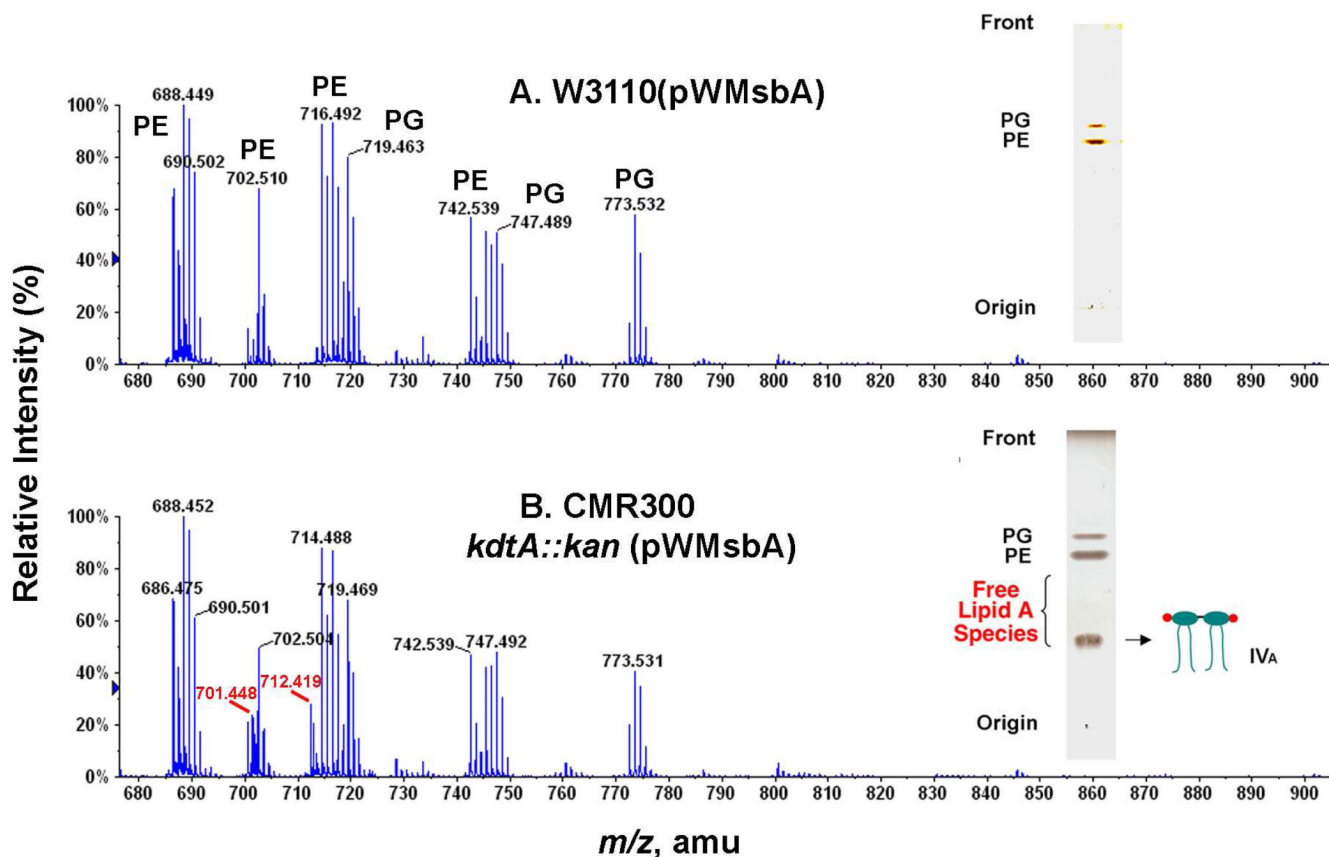 Relative Intensity (%)
A. W3110(pWMsbA)
100%
80%
60%
40%
20%
0%
PE
688.449
690.502
PE
702.510
PE
716.492
PG
719.463
PE
742.539
PG
747.489
PG
773.532
680 690 700 710 720 730 740 750 760 770 780 790 800 810 820 830 840 850 860 870 880 890 900
Front
PG
PE
Origin
B. CMR300
kdtA::kan (pWMsbA)
100%
80%
60%
40%
20%
0%
688.452
686.475
690.501
701.448
702.504
712.419
714.488
719.469
742.539
747.492
773.531
680 690 700 710 720 730 740 750 760 770 780 790 800 810 820 830 840 850 860 870 880 890 900
Front
PG
PE
Free
Lipid A
Species
IVA
Origin
m/z, amu